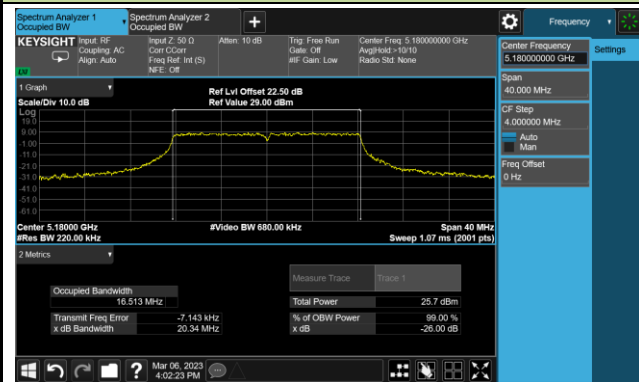 Spectrum Analyzer 1
Occupied BW
Spectrum Analyzer 2
Occupied BW
Frequency
KEYSIGHT
Input: RF
Coupling: AC
Align: Auto
Input Z: 50 Ω
Corr CCorr
Freq Ref: Int (S)
NFE: Off
Atten: 10 dB
Trig: Free Run
Gate: Off
#IF Gain: Low
Center Freq: 5.180000000 GHz
Avg|Hold:>10/10
Radio Std: None
Center Frequency
5.180000000 GHz
Settings
Span
40.000 MHz
CF Step
4.000000 MHz
Auto
Man
Freq Offset
0 Hz
1 Graph
Scale/Div 10.0 dB
Ref Lvl Offset 22.50 dB
Ref Value 29.00 dBm
Log
19.0
9.00
-1.00
-11.0
-21.0
-31.0
-41.0
-51.0
-61.0
Center 5.18000 GHz
#Video BW 680.00 kHz
Span 40 MHz
#Res BW 220.00 kHz
Sweep 1.07 ms (2001 pts)
2 Metrics
Measure Trace
Trace 1
Occupied Bandwidth
16.513 MHz
Total Power
25.7 dBm
Transmit Freq Error
-7.143 kHz
% of OBW Power
99.00 %
x dB Bandwidth
20.34 MHz
x dB
-26.00 dB
Mar 06, 2023
4:02:23 PM